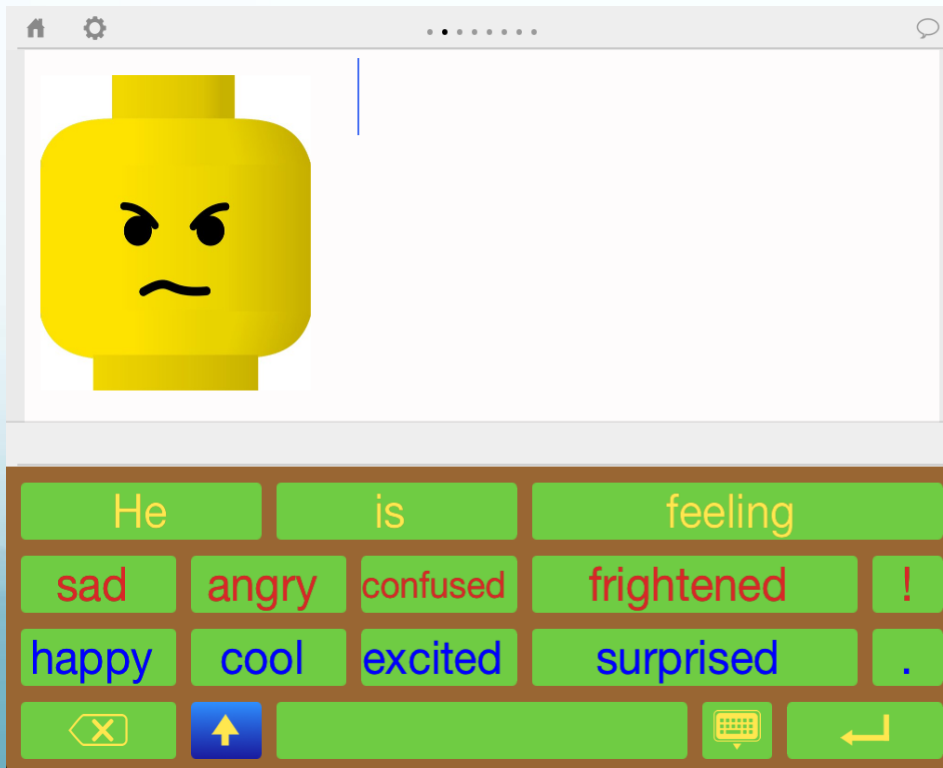 He is feeling
sad angry confused frightened !
happy cool excited surprised .